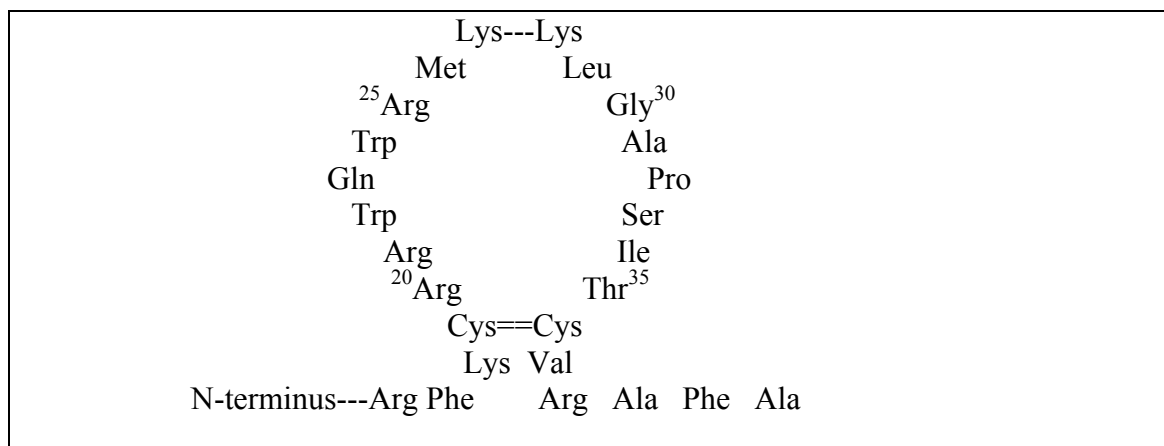 Lys---Lys
Met Leu
²⁵Arg Gly³⁰
Trp Ala
Gln Pro
Trp Ser
Arg Ile
²⁰Arg Thr³⁵
Cys==Cys
Lys Val
N-terminus---Arg Phe Arg Ala Phe Ala